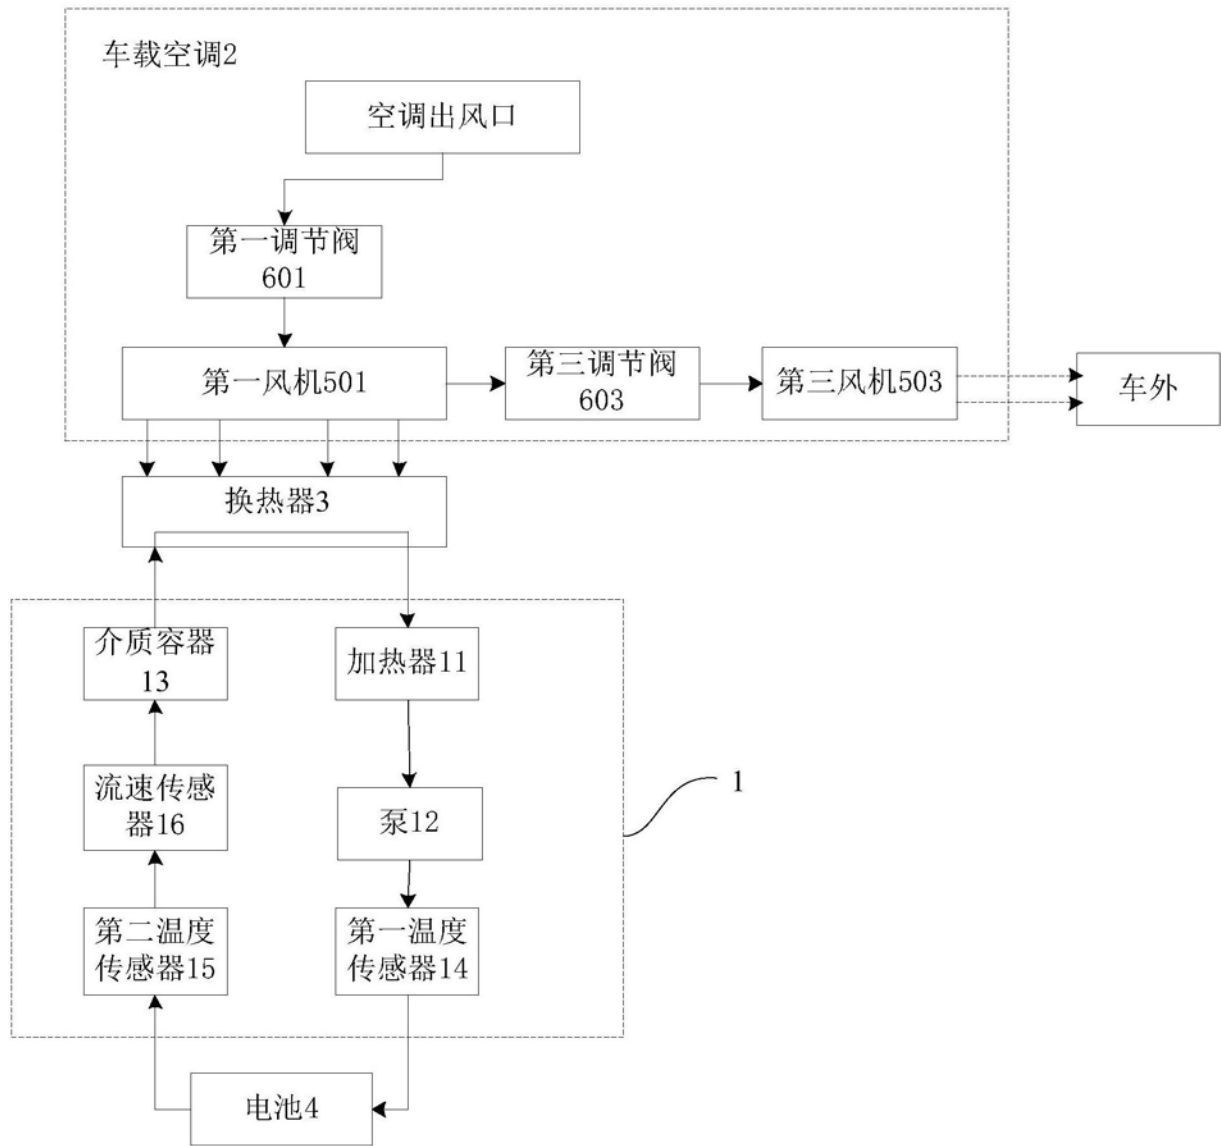 车载空调2
空调出风口
第一调节阀
601
第一风机501
第三调节阀
603
第三风机503
车外
换热器3
介质容器
13
加热器11
流速传感
器16
泵12
1
第二温度
传感器15
第一温度
传感器14
电池4